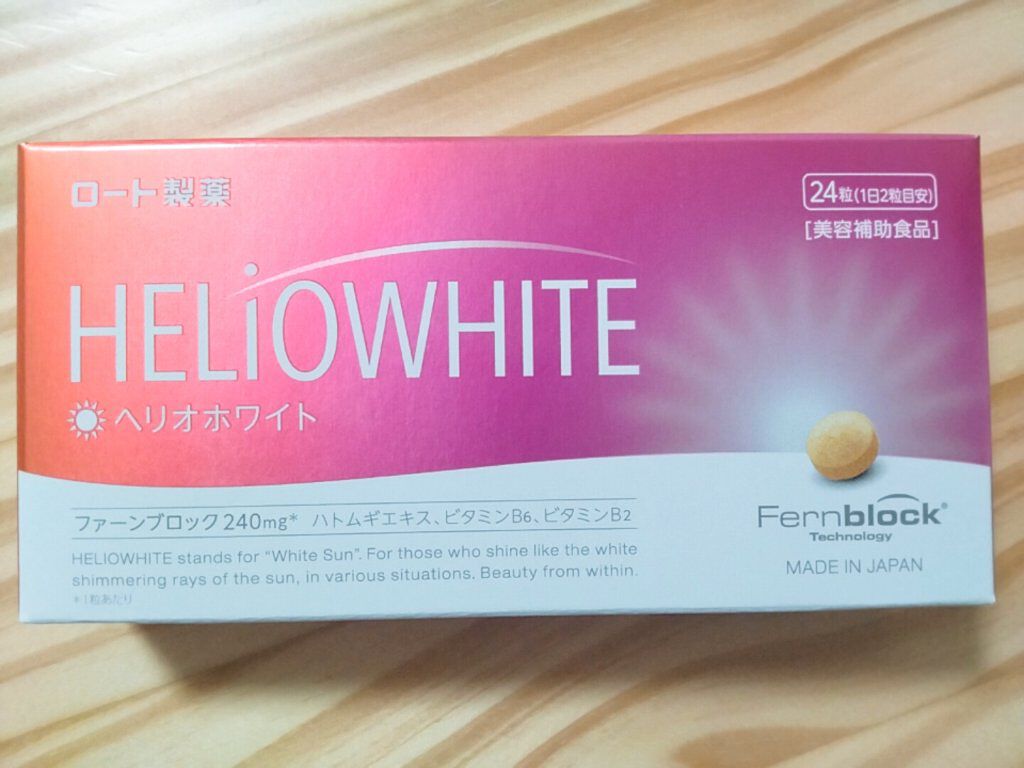 ロート製薬
24粒(1日2粒目安)
[美容補助食品]
HELIOWHITE
ヘリオホワイト
ファーンブロック240mg* ハトムギエキス、ビタミンB6、ビタミンB2
HELIOWHITE stands for “White Sun”. For those who shine like the white
shimmering rays of the sun, in various situations. Beauty from within.
*1粒あたり
Fernblock®
Technology
MADE IN JAPAN